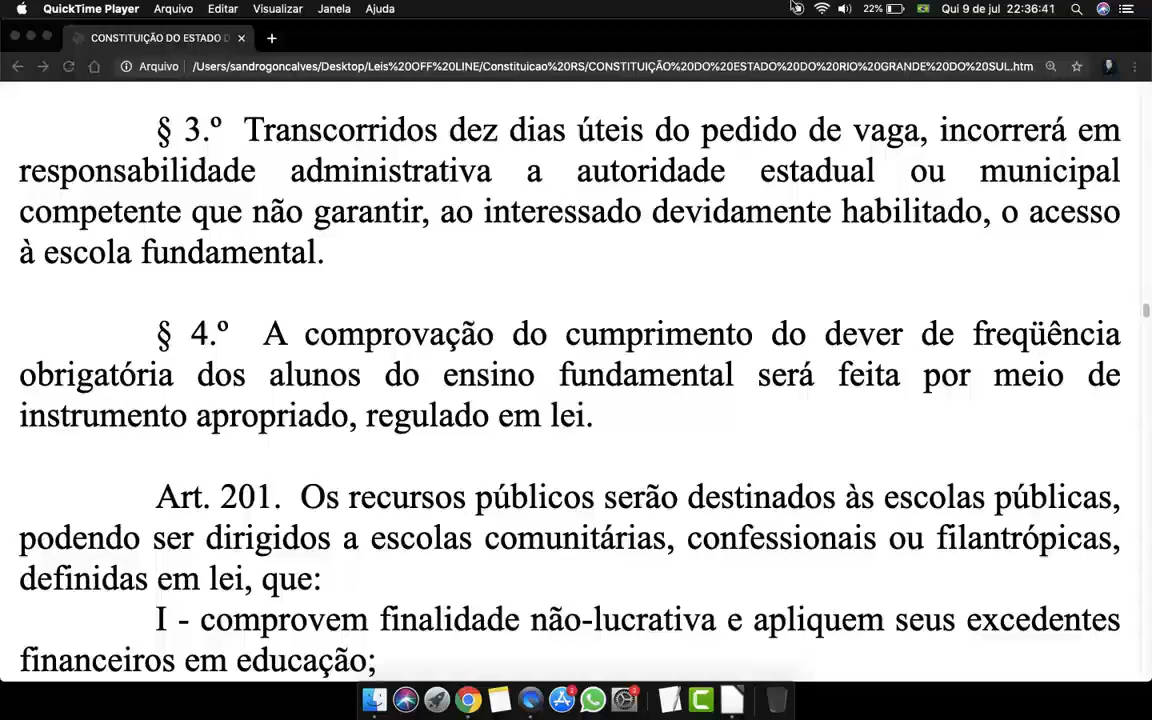 QuickTime Player Arquivo Editar Visualizar Janela Ajuda 22% Qui 9 de jul 22:36:41
CONSTITUIÇÃO DO ESTADO D
Arquivo /Users/sandrogoncalves/Desktop/Leis%20OFF%20LINE/Constituicao%20RS/CONSTITUIÇÃO%20DO%20ESTADO%20DO%20RIO%20GRANDE%20DO%20SUL.htm
§ 3.º Transcorridos dez dias úteis do pedido de vaga, incorrerá em
responsabilidade administrativa a autoridade estadual ou municipal
competente que não garantir, ao interessado devidamente habilitado, o acesso
à escola fundamental.
§ 4.º A comprovação do cumprimento do dever de freqüência
obrigatória dos alunos do ensino fundamental será feita por meio de
instrumento apropriado, regulado em lei.
Art. 201. Os recursos públicos serão destinados às escolas públicas,
podendo ser dirigidos a escolas comunitárias, confessionais ou filantrópicas,
definidas em lei, que:
I - comprovem finalidade não-lucrativa e apliquem seus excedentes
financeiros em educação;